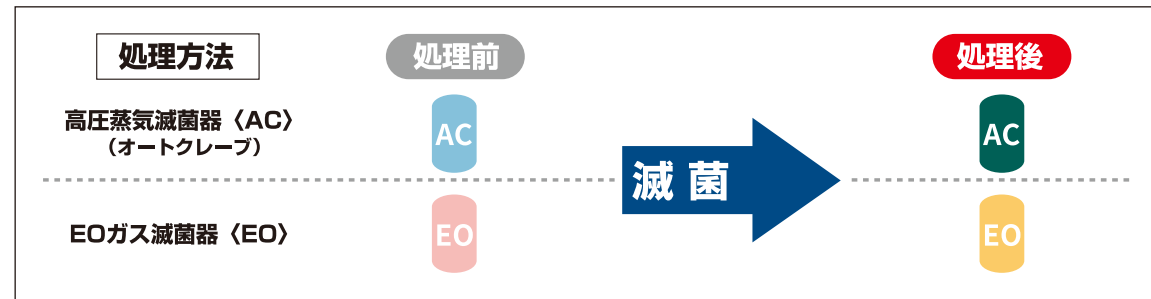 処理方法
処理前
処理後
高圧蒸気滅菌器〈AC〉
（オートクレーブ）
AC
滅菌
AC
EOガス滅菌器〈EO〉
EO
EO